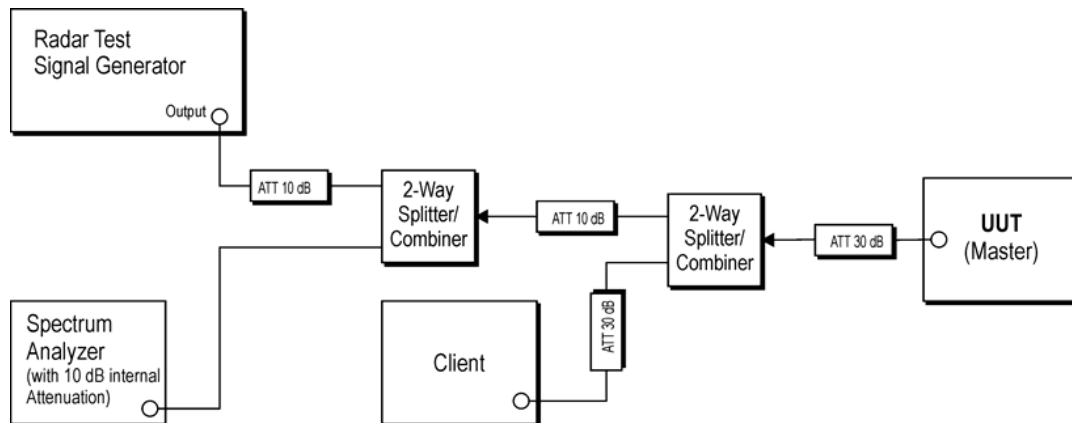 Radar Test
Signal Generator
Output
ATT 10 dB
2-Way
Splitter/
Combiner
ATT 10 dB
2-Way
Splitter/
Combiner
ATT 30 dB
UUT
(Master)
Spectrum
Analyzer
(with 10 dB internal
Attenuation)
Client
ATT 30 dB